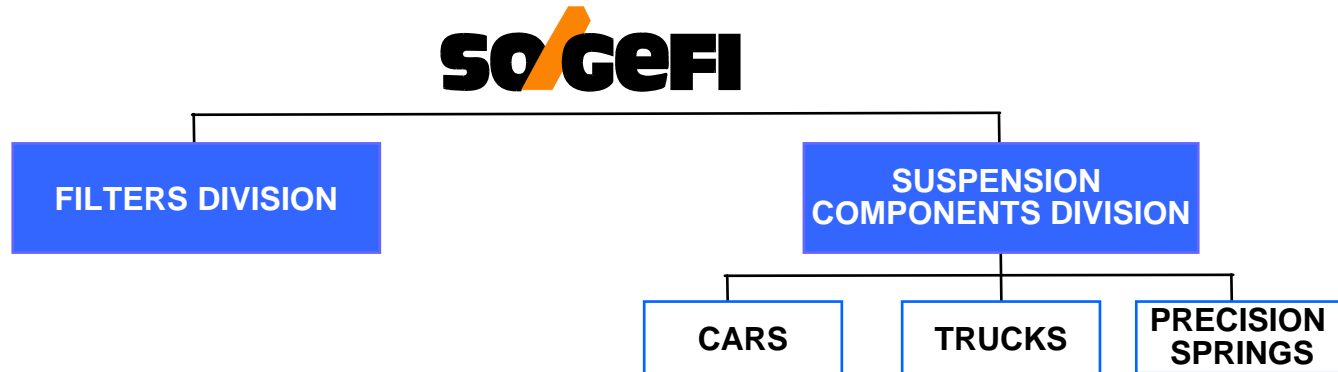 SOGeFI
FILTERS DIVISION
SUSPENSION
COMPONENTS DIVISION
CARS
TRUCKS
PRECISION
SPRINGS